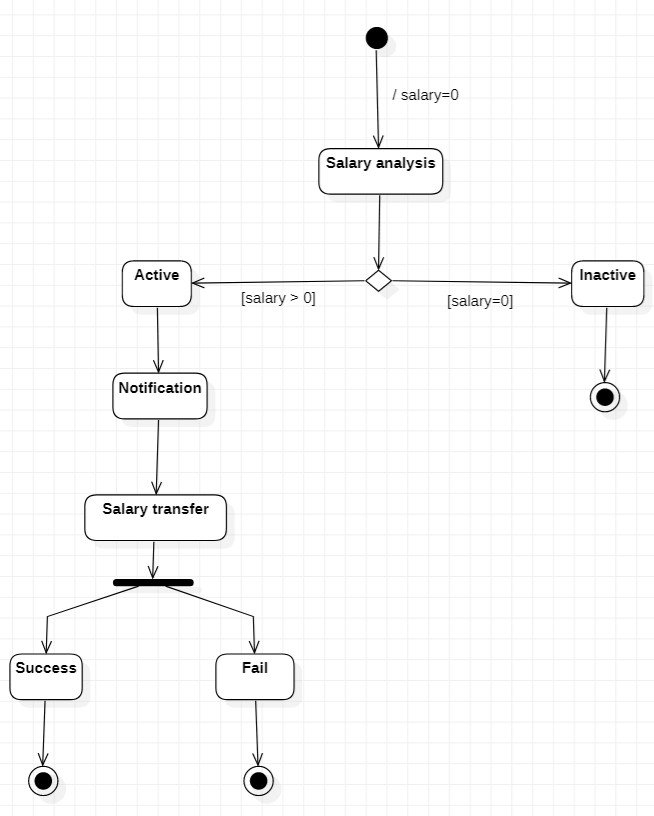 / salary=0
Salary analysis
Active
Inactive
[salary > 0]
[salary=0]
Notification
Salary transfer
Success
Fail